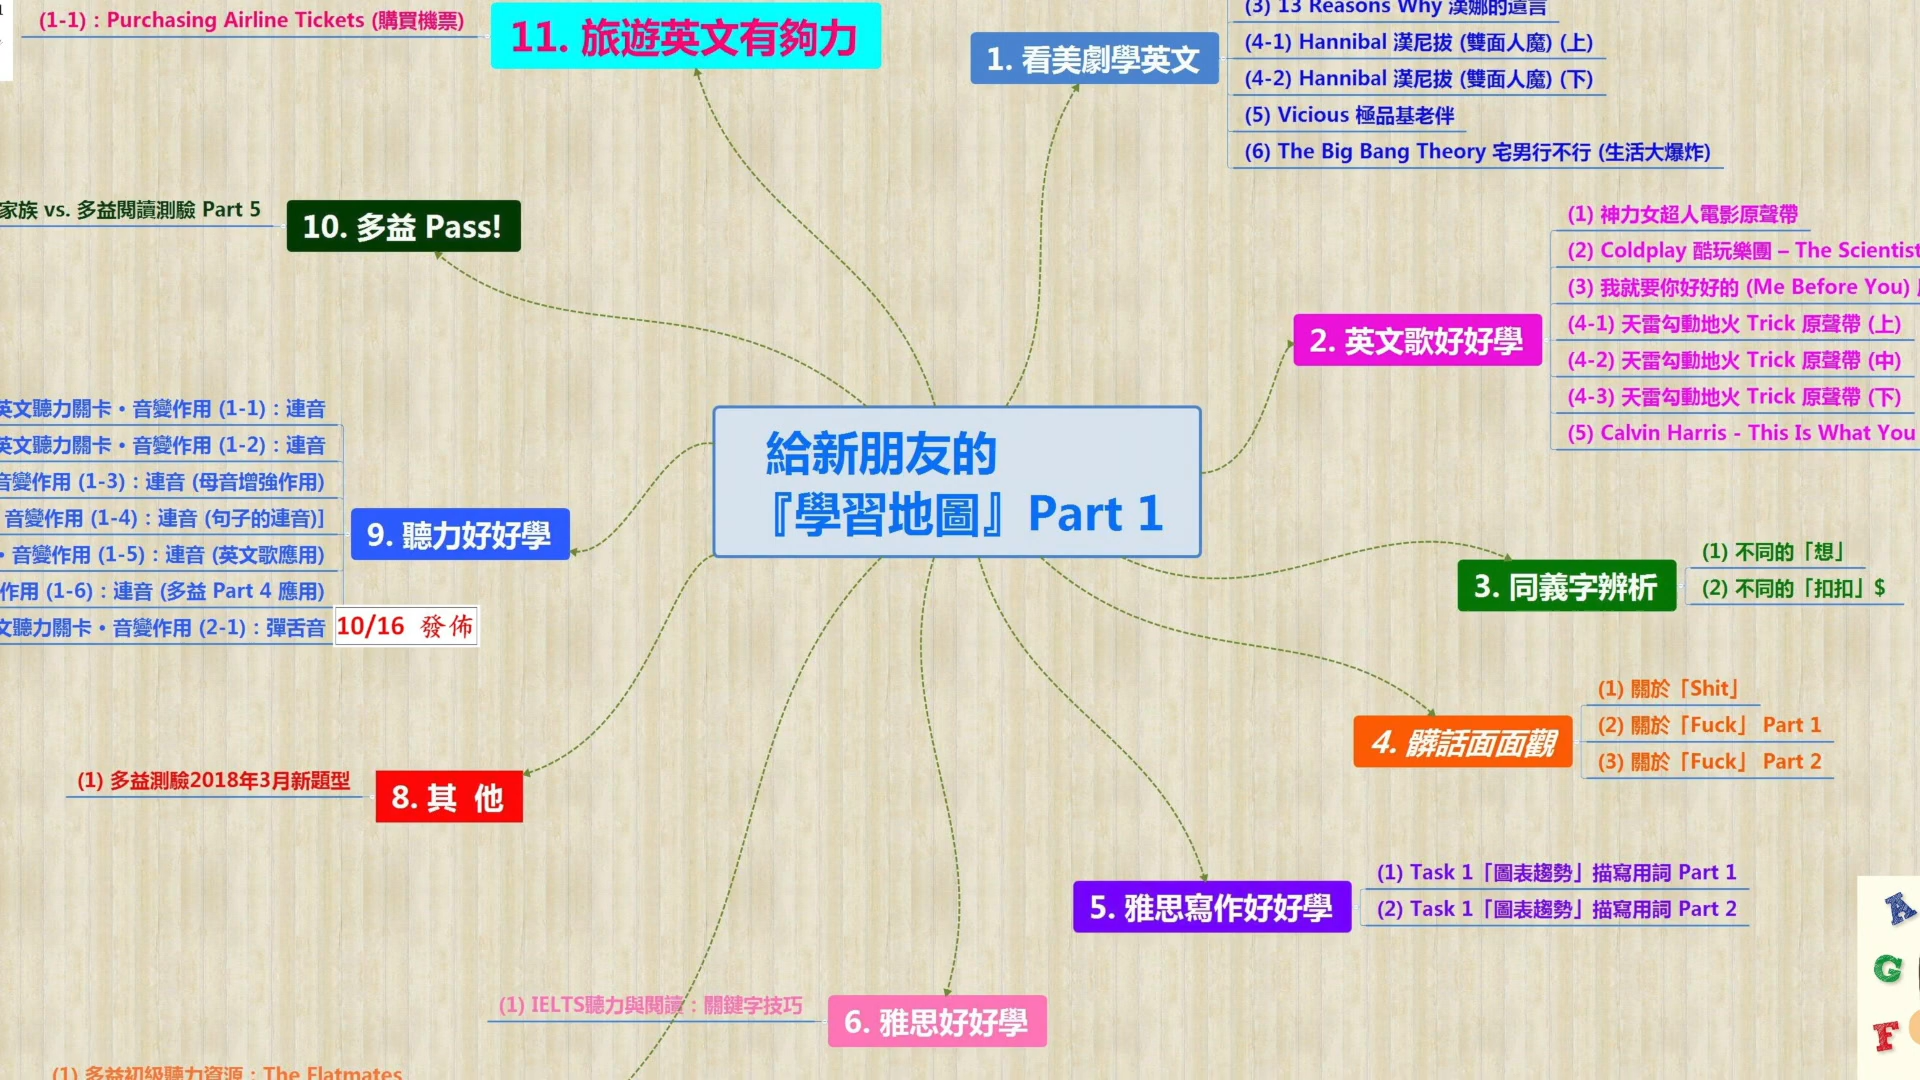 給新朋友的
『學習地圖』Part 1
1. 看美劇學英文
(3) 13 Reasons Why 漢娜的遺言
(4-1) Hannibal 漢尼拔 (雙面人魔) (上)
(4-2) Hannibal 漢尼拔 (雙面人魔) (下)
(5) Vicious 極品基老伴
(6) The Big Bang Theory 宅男行不行 (生活大爆炸)
2. 英文歌好好學
(1) 神力女超人電影原聲帶
(2) Coldplay 酷玩樂團 – The Scientist
(3) 我就要你好好的 (Me Before You)
(4-1) 天雷勾動地火 Trick 原聲帶 (上)
(4-2) 天雷勾動地火 Trick 原聲帶 (中)
(4-3) 天雷勾動地火 Trick 原聲帶 (下)
(5) Calvin Harris - This Is What You
3. 同義字辨析
(1) 不同的「想」
(2) 不同的「扣扣」$
4. 髒話面面觀
(1) 關於「Shit」
(2) 關於「Fuck」 Part 1
(3) 關於「Fuck」 Part 2
5. 雅思寫作好好學
(1) Task 1「圖表趨勢」描寫用詞 Part 1
(2) Task 1「圖表趨勢」描寫用詞 Part 2
6. 雅思好好學
(1) IELTS聽力與閱讀：關鍵字技巧
(1) 多益初級聽力資源：The Flatmates
8. 其 他
(1) 多益測驗2018年3月新題型
9. 聽力好好學
英文聽力關卡・音變作用 (1-1)：連音
英文聽力關卡・音變作用 (1-2)：連音
音變作用 (1-3)：連音 (母音增強作用)
音變作用 (1-4)：連音 (句子的連音)]
・音變作用 (1-5)：連音 (英文歌應用)
作用 (1-6)：連音 (多益 Part 4 應用)
文聽力關卡・音變作用 (2-1)：彈舌音
10/16 發佈
10. 多益 Pass!
家族 vs. 多益閱讀測驗 Part 5
11. 旅遊英文有夠力
(1-1)：Purchasing Airline Tickets (購買機票)
A
G
F